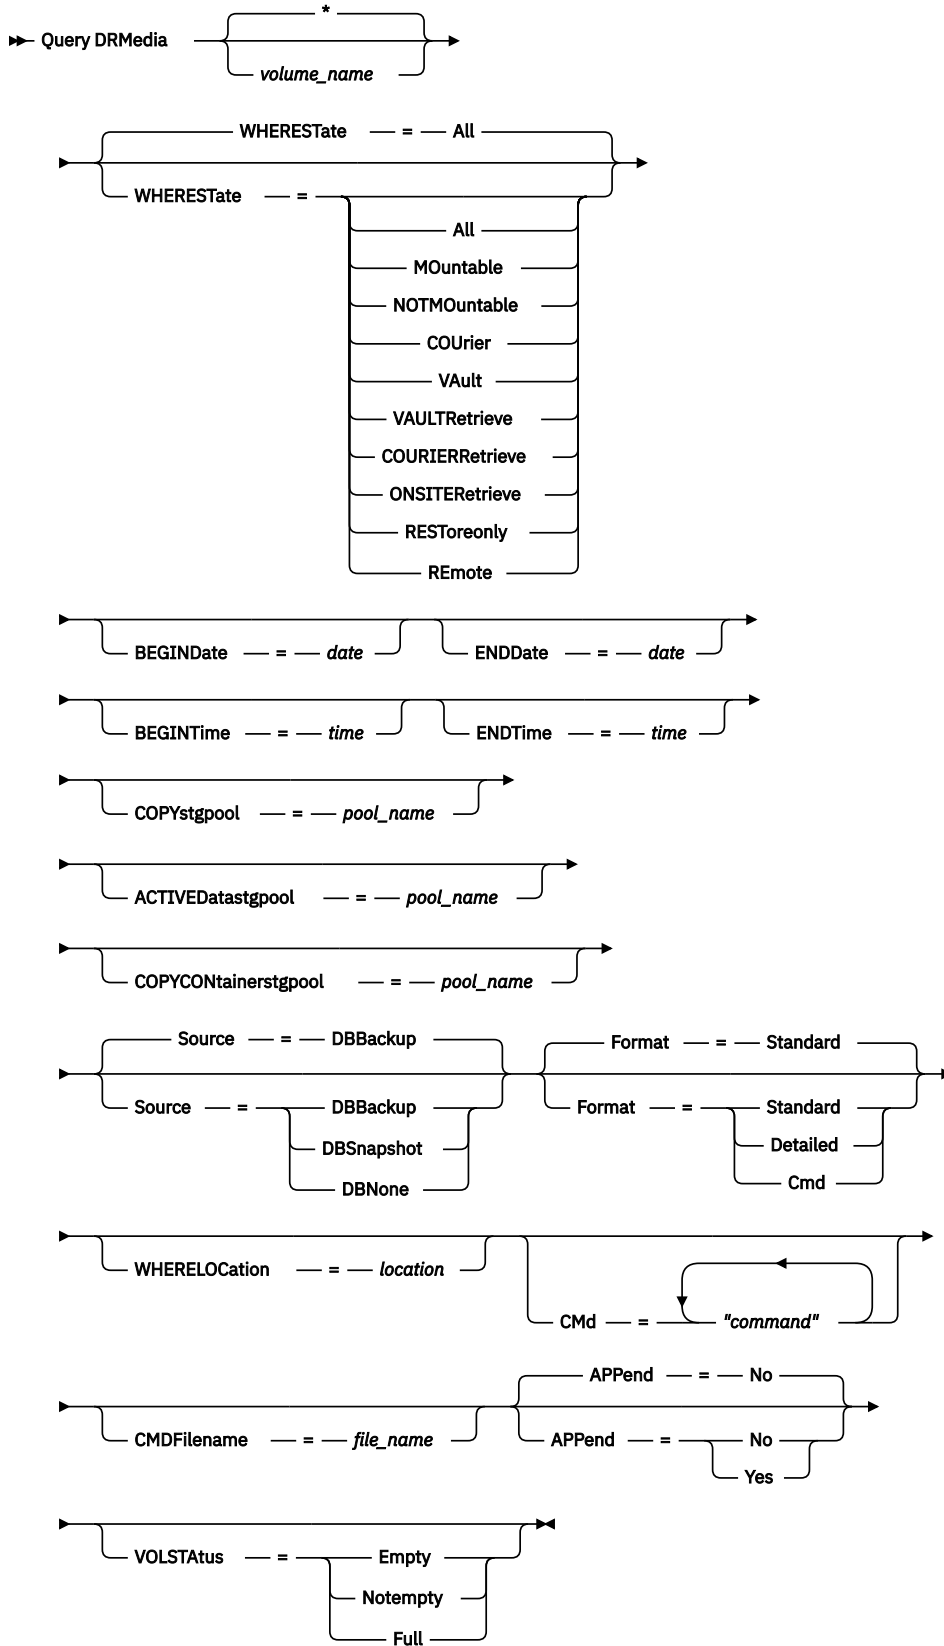 *
Query DRMedia
volume_name
WHERESTate = All
WHERESTate =
All
MOuntable
NOTMOuntable
COUrier
VAult
VAULTRetrieve
COURIERRetrieve
ONSITERetrieve
RESToreonly
REmote
BEGINDate = date ENDDate = date
BEGINTime = time ENDTime = time
COPYstgpool = pool_name
ACTIVEDatastgpool = pool_name
COPYCONtainerstgpool = pool_name
Source = DBBackup Format = Standard
Source = DBBackup Format = Standard
DBSnapshot Detailed
DBNone Cmd
WHERELOCation = location
CMd = "command"
APPend = No
CMDFilename = file_name APPend = No
Yes
VOLSTAtus = Empty
Notempty
Full